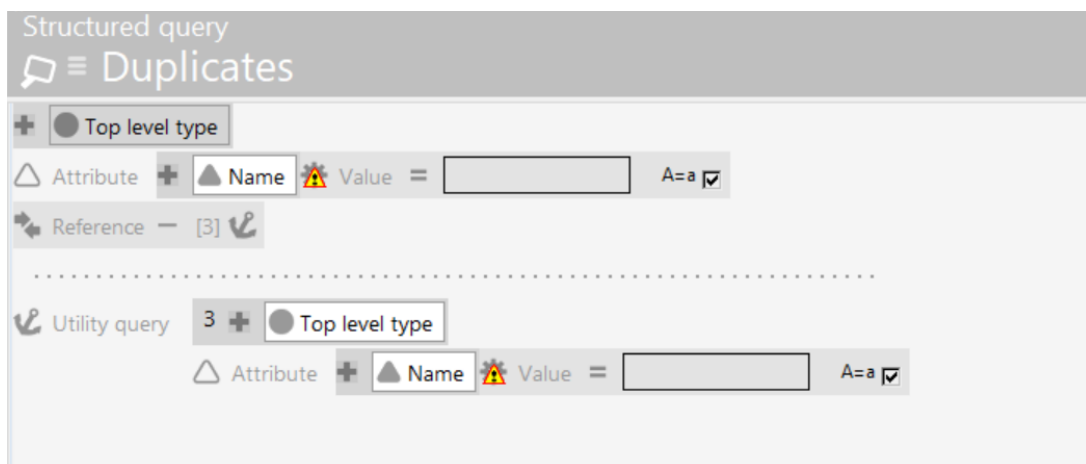 Structured query
Duplicates
Top level type
Attribute Name Value = A=a
Reference — [3]
Utility query 3 Top level type
Attribute Name Value = A=a